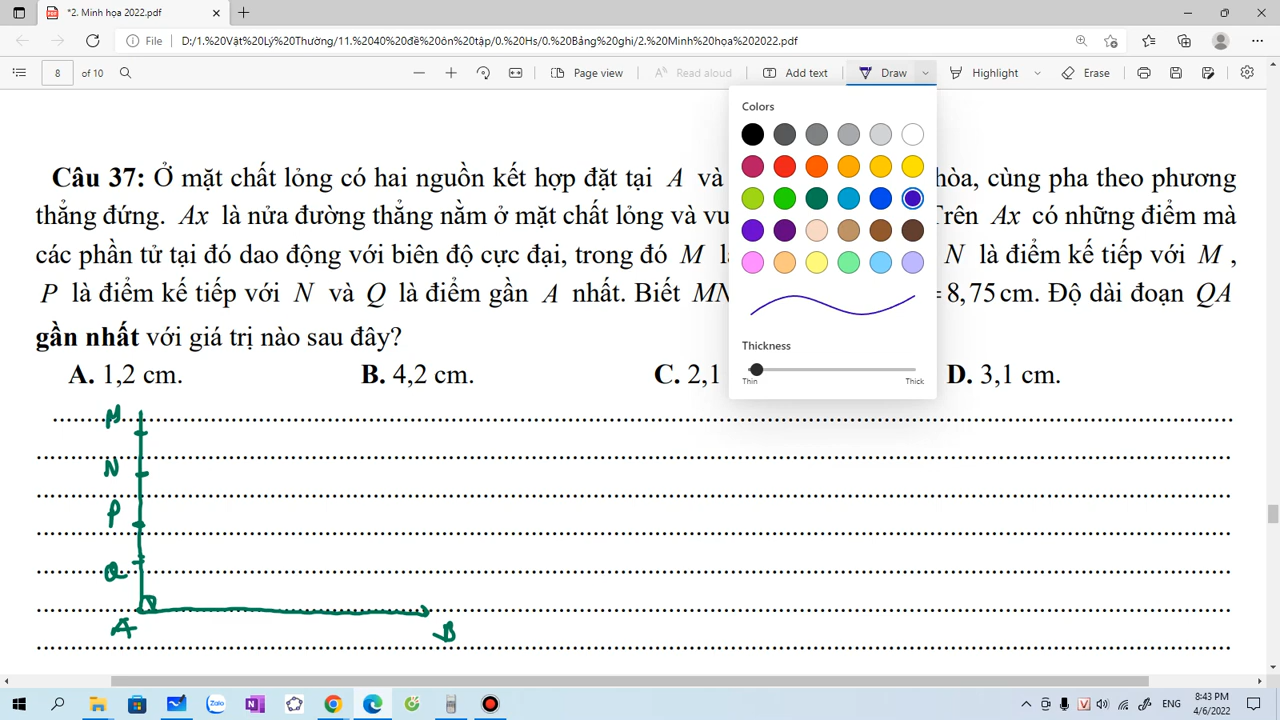 *2. Minh họa 2022.pdf
File D:/1.%20Vật%20Lý%20Thường/11.%2040%20đề%20ôn%20tập/0.%20Hs/0.%20Bảng%20ghi/2.%20Minh%20họa%202022.pdf
8 of 10 Page view Read aloud Add text Draw Highlight Erase
Colors
Thickness
Thin Thick
Câu 37: Ở mặt chất lỏng có hai nguồn kết hợp đặt tại A và hòa, cùng pha theo phương
thẳng đứng. Ax là nửa đường thẳng nằm ở mặt chất lỏng và vu Trên Ax có những điểm mà
các phần tử tại đó dao động với biên độ cực đại, trong đó M N là điểm kế tiếp với M ,
P là điểm kế tiếp với N và Q là điểm gần A nhất. Biết MN = 8,75 cm. Độ dài đoạn QA
gần nhất với giá trị nào sau đây?
A. 1,2 cm. B. 4,2 cm. C. 2,1 D. 3,1 cm.
M
N
P
Q
A B
Zalo
ENG
8:43 PM
4/6/2022